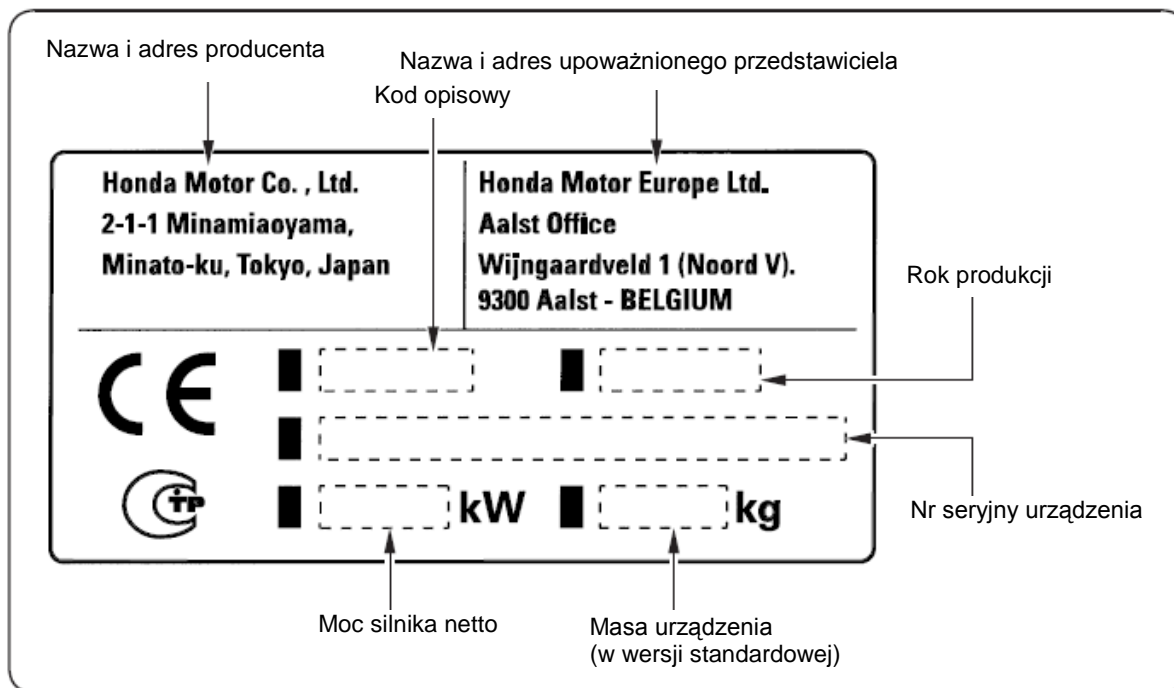 Nazwa i adres producenta
Nazwa i adres upoważnionego przedstawiciela
Kod opisowy
Honda Motor Co. , Ltd.
2-1-1 Minamiaoyama,
Minato-ku, Tokyo, Japan
Honda Motor Europe Ltd.
Aalst Office
Wijngaardveld 1 (Noord V).
9300 Aalst - BELGIUM
Rok produkcji
CE
Nr seryjny urządzenia
kW
kg
Moc silnika netto
Masa urządzenia
(w wersji standardowej)